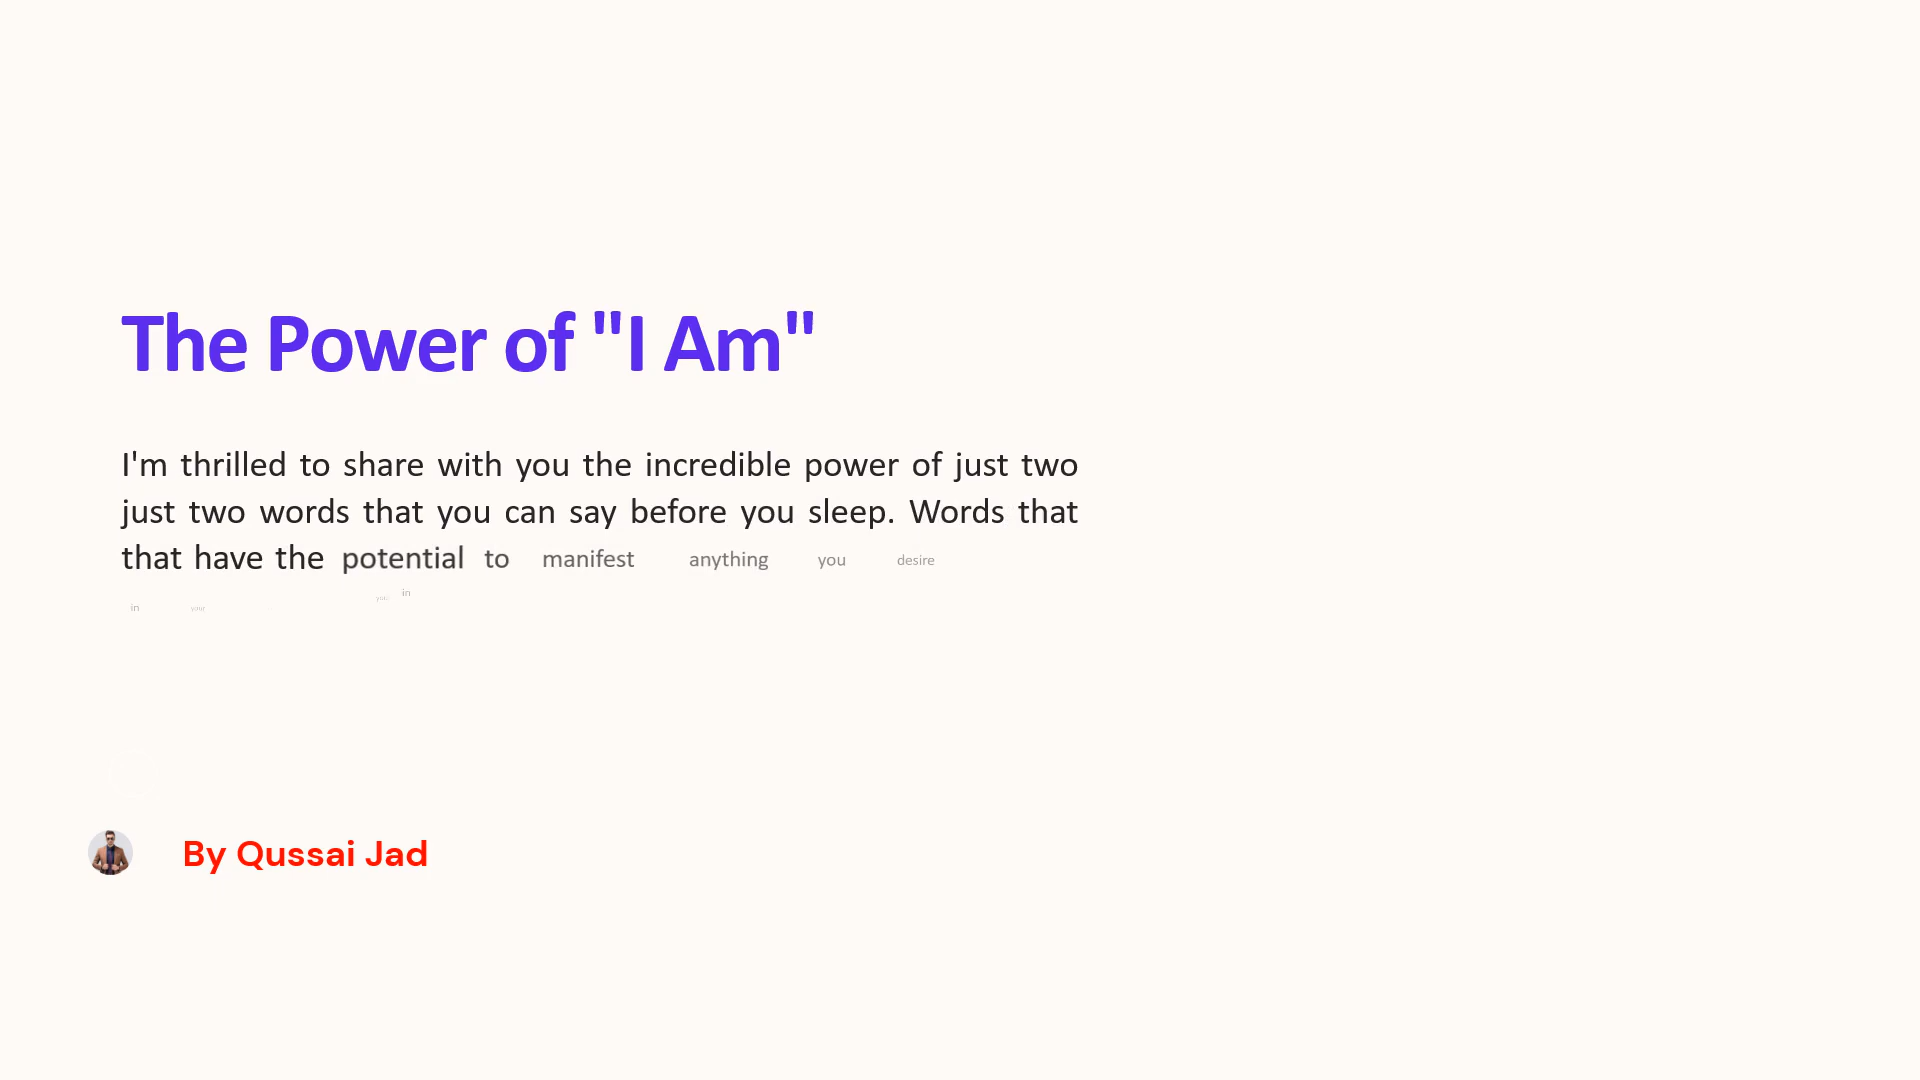 The Power of "I Am"
I'm thrilled to share with you the incredible power of just two
just two words that you can say before you sleep. Words that
that have the potential to manifest anything you desire
in
in your
By Qussai Jad